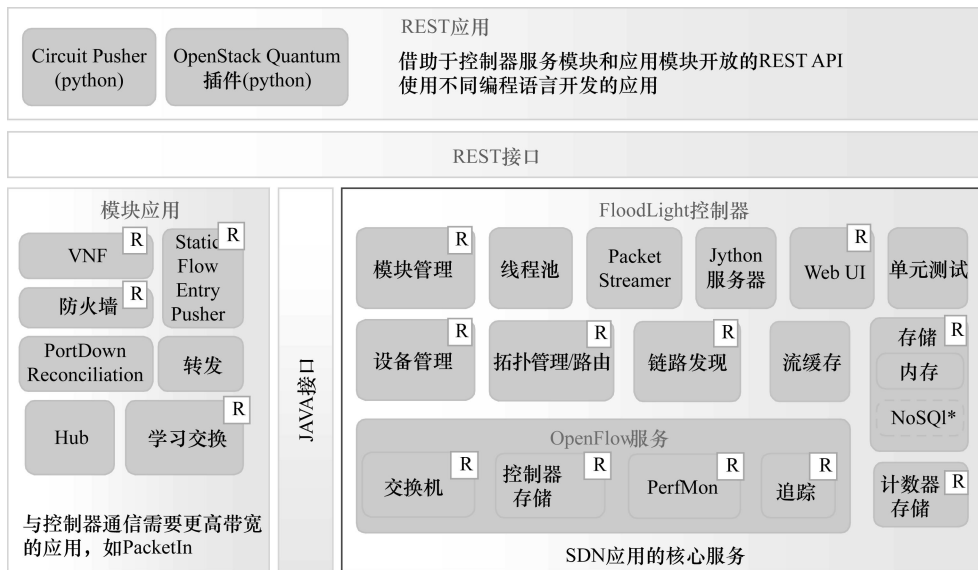 REST应用
Circuit Pusher
(python)
OpenStack Quantum
插件(python)
借助于控制器服务模块和应用模块开放的REST API
使用不同编程语言开发的应用
REST接口
模块应用
VNF
R
Static
Flow
Entry
Pusher
R
防火墙
R
PortDown
Reconciliation
转发
Hub
学习交换
R
与控制器通信需要更高带宽
的应用，如PacketIn
JAVA接口
FloodLight控制器
模块管理
R
线程池
Packet
Streamer
Jython
服务器
Web UI
R
单元测试
设备管理
R
拓扑管理/路由
R
链路发现
R
流缓存
存储
R
内存
NoSQl*
OpenFlow服务
交换机
R
控制器
存储
R
PerfMon
R
追踪
R
计数器
存储
R
SDN应用的核心服务